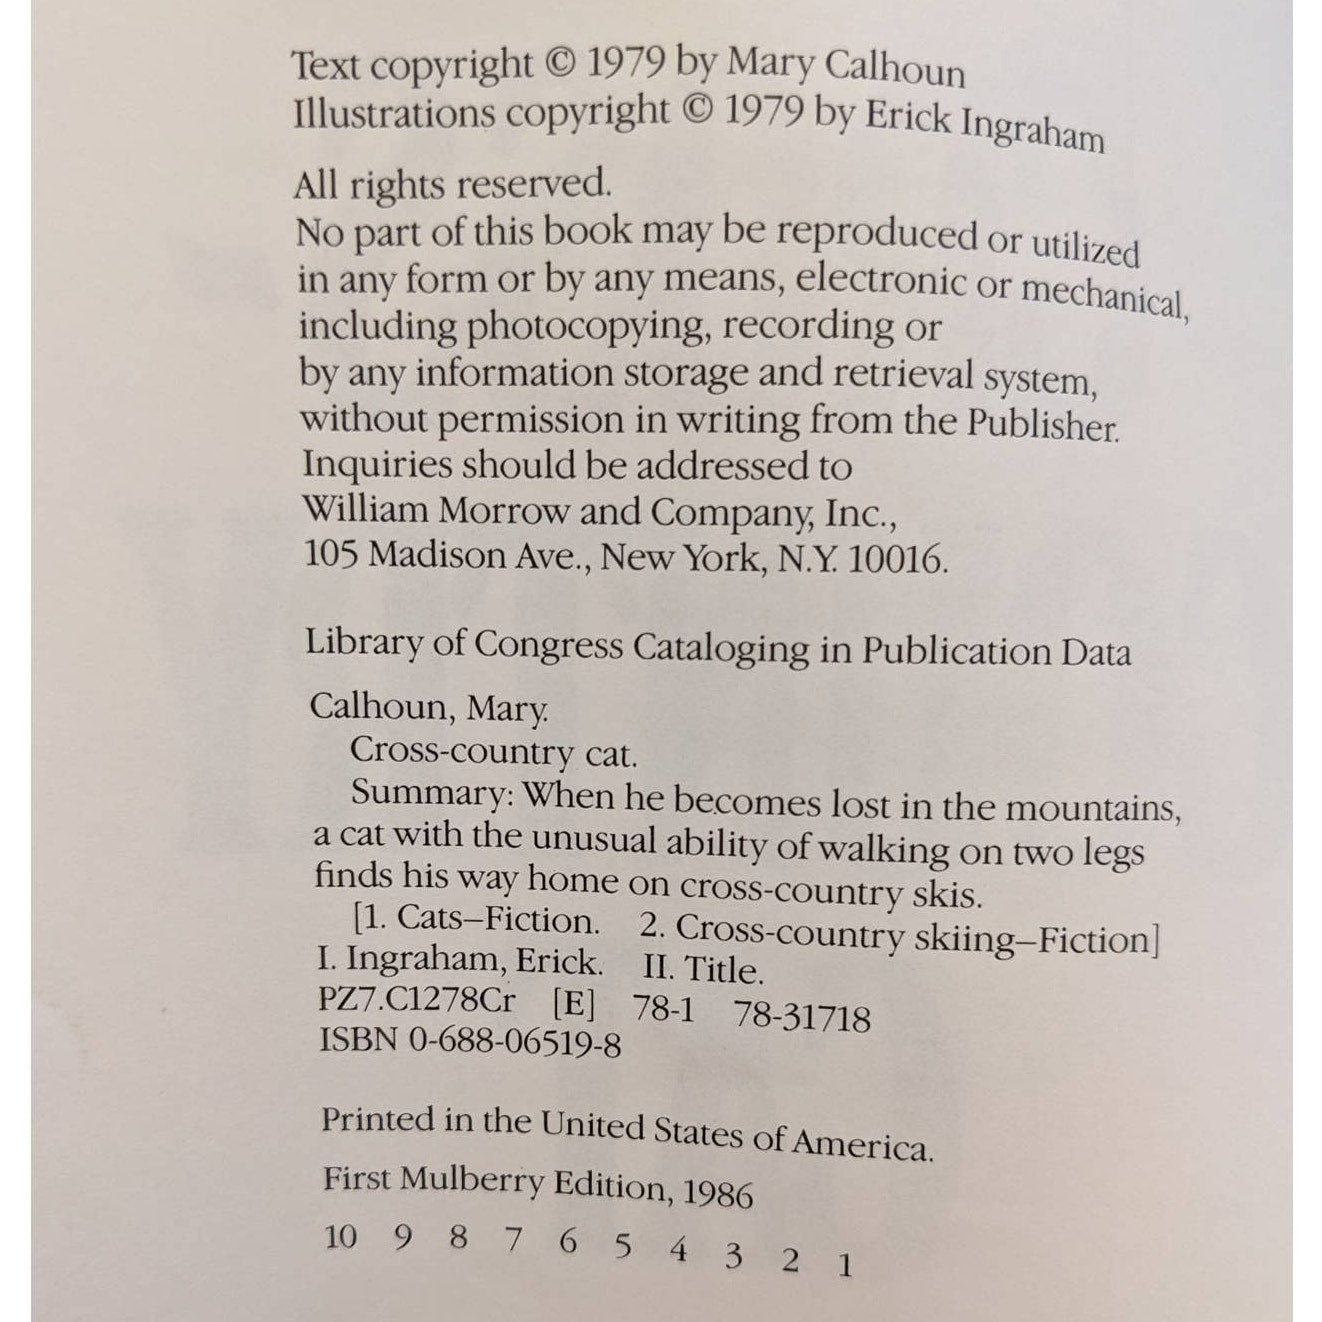 Text copyright © 1979 by Mary Calhoun
Illustrations copyright © 1979 by Erick Ingraham
All rights reserved.
No part of this book may be reproduced or utilized
in any form or by any means, electronic or mechanical,
including photocopying, recording or
by any information storage and retrieval system,
without permission in writing from the Publisher.
Inquiries should be addressed to
William Morrow and Company, Inc.,
105 Madison Ave., New York, N.Y. 10016.
Library of Congress Cataloging in Publication Data
Calhoun, Mary.
Cross-country cat.
Summary: When he becomes lost in the mountains,
a cat with the unusual ability of walking on two legs
finds his way home on cross-country skis.
[1. Cats—Fiction. 2. Cross-country skiing—Fiction]
I. Ingraham, Erick. II. Title.
PZ7.C1278Cr [E] 78-1 78-31718
ISBN 0-688-06519-8
Printed in the United States of America.
First Mulberry Edition, 1986
10 9 8 7 6 5 4 3 2 1